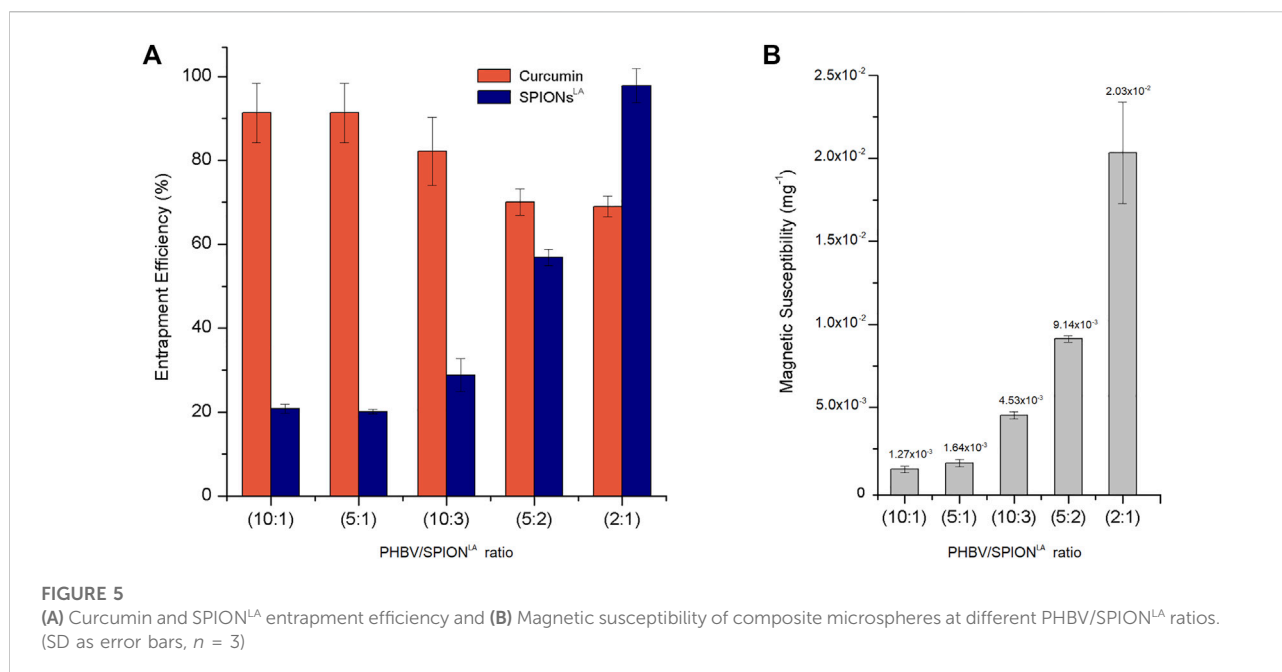 A
100
80
60
40
20
0
Entrapment Efficiency (%)
Curcumin
SPIONsᴸᴬ
(10:1) (5:1) (10:3) (5:2) (2:1)
PHBV/SPIONᴸᴬ ratio
B
2.5x10⁻²
2.0x10⁻²
1.5x10⁻²
1.0x10⁻²
5.0x10⁻³
0
Magnetic Susceptibility (mg⁻¹)
1.27x10⁻³
1.64x10⁻³
4.53x10⁻³
9.14x10⁻³
2.03x10⁻²
(10:1) (5:1) (10:3) (5:2) (2:1)
PHBV/SPIONᴸᴬ ratio
FIGURE 5
(A) Curcumin and SPIONᴸᴬ entrapment efficiency and (B) Magnetic susceptibility of composite microspheres at different PHBV/SPIONᴸᴬ ratios.
(SD as error bars, n = 3)